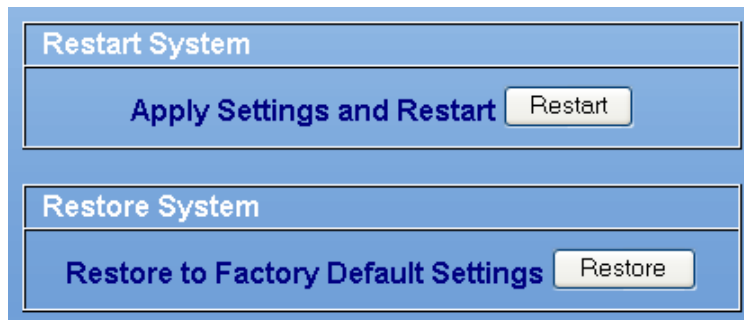 Restart System
Apply Settings and Restart Restart
Restore System
Restore to Factory Default Settings Restore